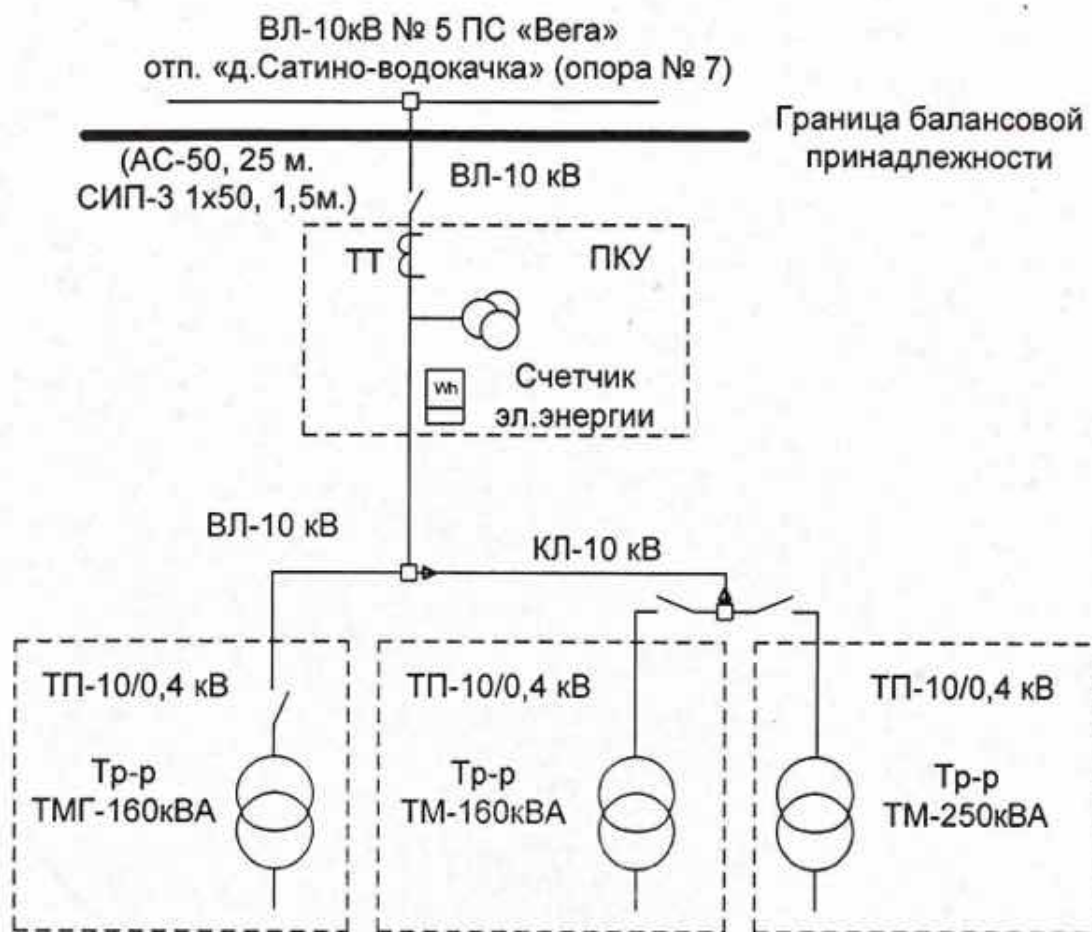 ВЛ-10кВ № 5 ПС «Вега»
отп. «д.Сатино-водокачка» (опора № 7)
Граница балансовой
принадлежности
(АС-50, 25 м.
СИП-3 1х50, 1,5м.)
ВЛ-10 кВ
ТТ
ПКУ
Wh
Счетчик
эл.энергии
ВЛ-10 кВ
КЛ-10 кВ
ТП-10/0,4 кВ
Тр-р
ТМГ-160кВА
ТП-10/0,4 кВ
Тр-р
ТМ-160кВА
ТП-10/0,4 кВ
Тр-р
ТМ-250кВА